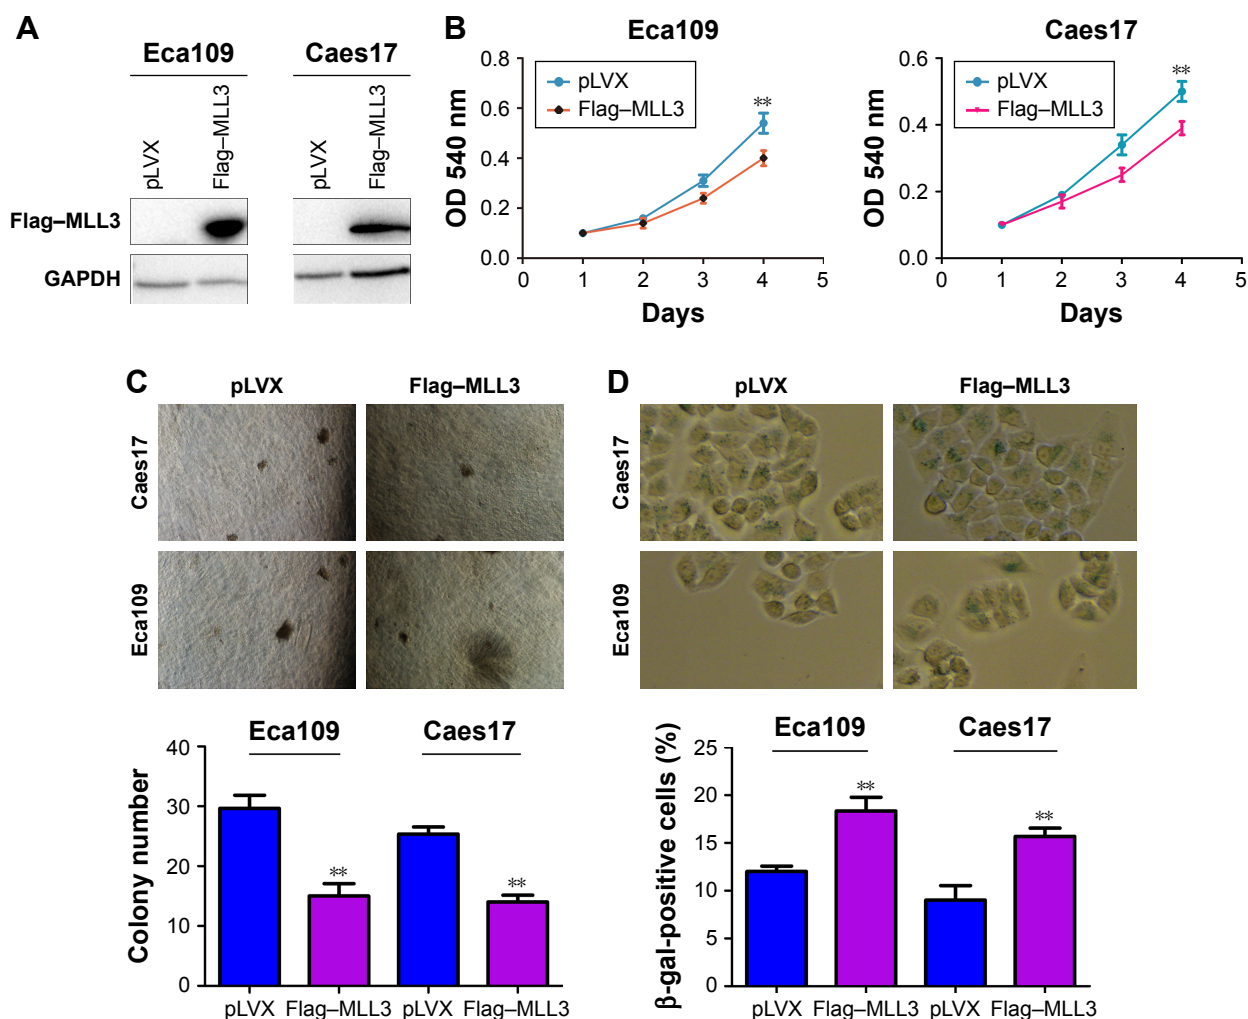 A
Eca109
Caes17
pLVX
Flag–MLL3
pLVX
Flag–MLL3
Flag–MLL3
GAPDH
B
Eca109
OD 540 nm
0.8
0.6
0.4
0.2
0.0
pLVX
Flag–MLL3
**
0 1 2 3 4 5
Days
Caes17
OD 540 nm
0.6
0.4
0.2
0.0
pLVX
Flag–MLL3
**
0 1 2 3 4 5
Days
C
pLVX
Flag–MLL3
Caes17
Eca109
Eca109
Caes17
Colony number
40
30
20
10
0
**
**
pLVX
Flag–MLL3
pLVX
Flag–MLL3
D
pLVX
Flag–MLL3
Caes17
Eca109
Eca109
Caes17
β-gal-positive cells (%)
25
20
15
10
5
0
**
**
pLVX
Flag–MLL3
pLVX
Flag–MLL3